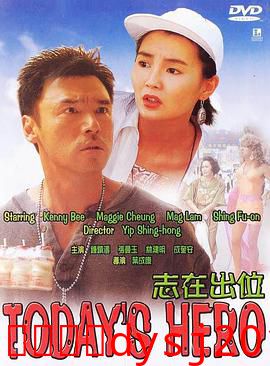 DVD
VIDEO
Starring Kenny Bee Maggie Cheung Mag Lam Shing Fu-on
Director Yip Shing-hong
主演: 鍾鎮濤 張曼玉 林建明 成奎安
導演: 葉成康
志在出位
TODAY'S HERO